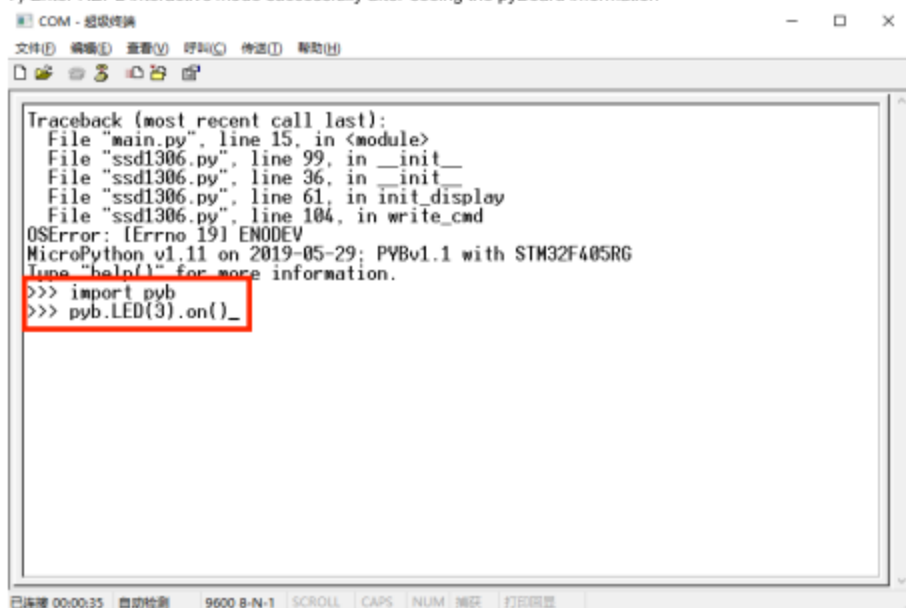 COM - 超级终端
文件(F) 编辑(E) 查看(V) 呼叫(C) 传送(T) 帮助(H)
Traceback (most recent call last):
File "main.py", line 15, in <module>
File "ssd1306.py", line 99, in __init__
File "ssd1306.py", line 36, in __init__
File "ssd1306.py", line 61, in init_display
File "ssd1306.py", line 104, in write_cmd
OSError: [Errno 19] ENODEV
MicroPython v1.11 on 2019-05-29; PYBv1.1 with STM32F405RG
Type "help()" for more information.
>>> import pyb
>>> pyb.LED(3).on()_
已连接 00:00:35 自动检测 9600 8-N-1 SCROLL CAPS NUM 捕获 打印回显